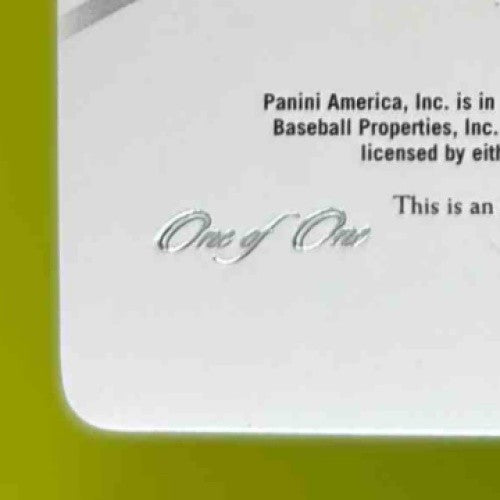 Panini America, Inc. is in
Baseball Properties, Inc.
licensed by eith
This is an
One of One